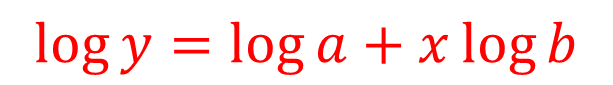 log y = log a + x log b